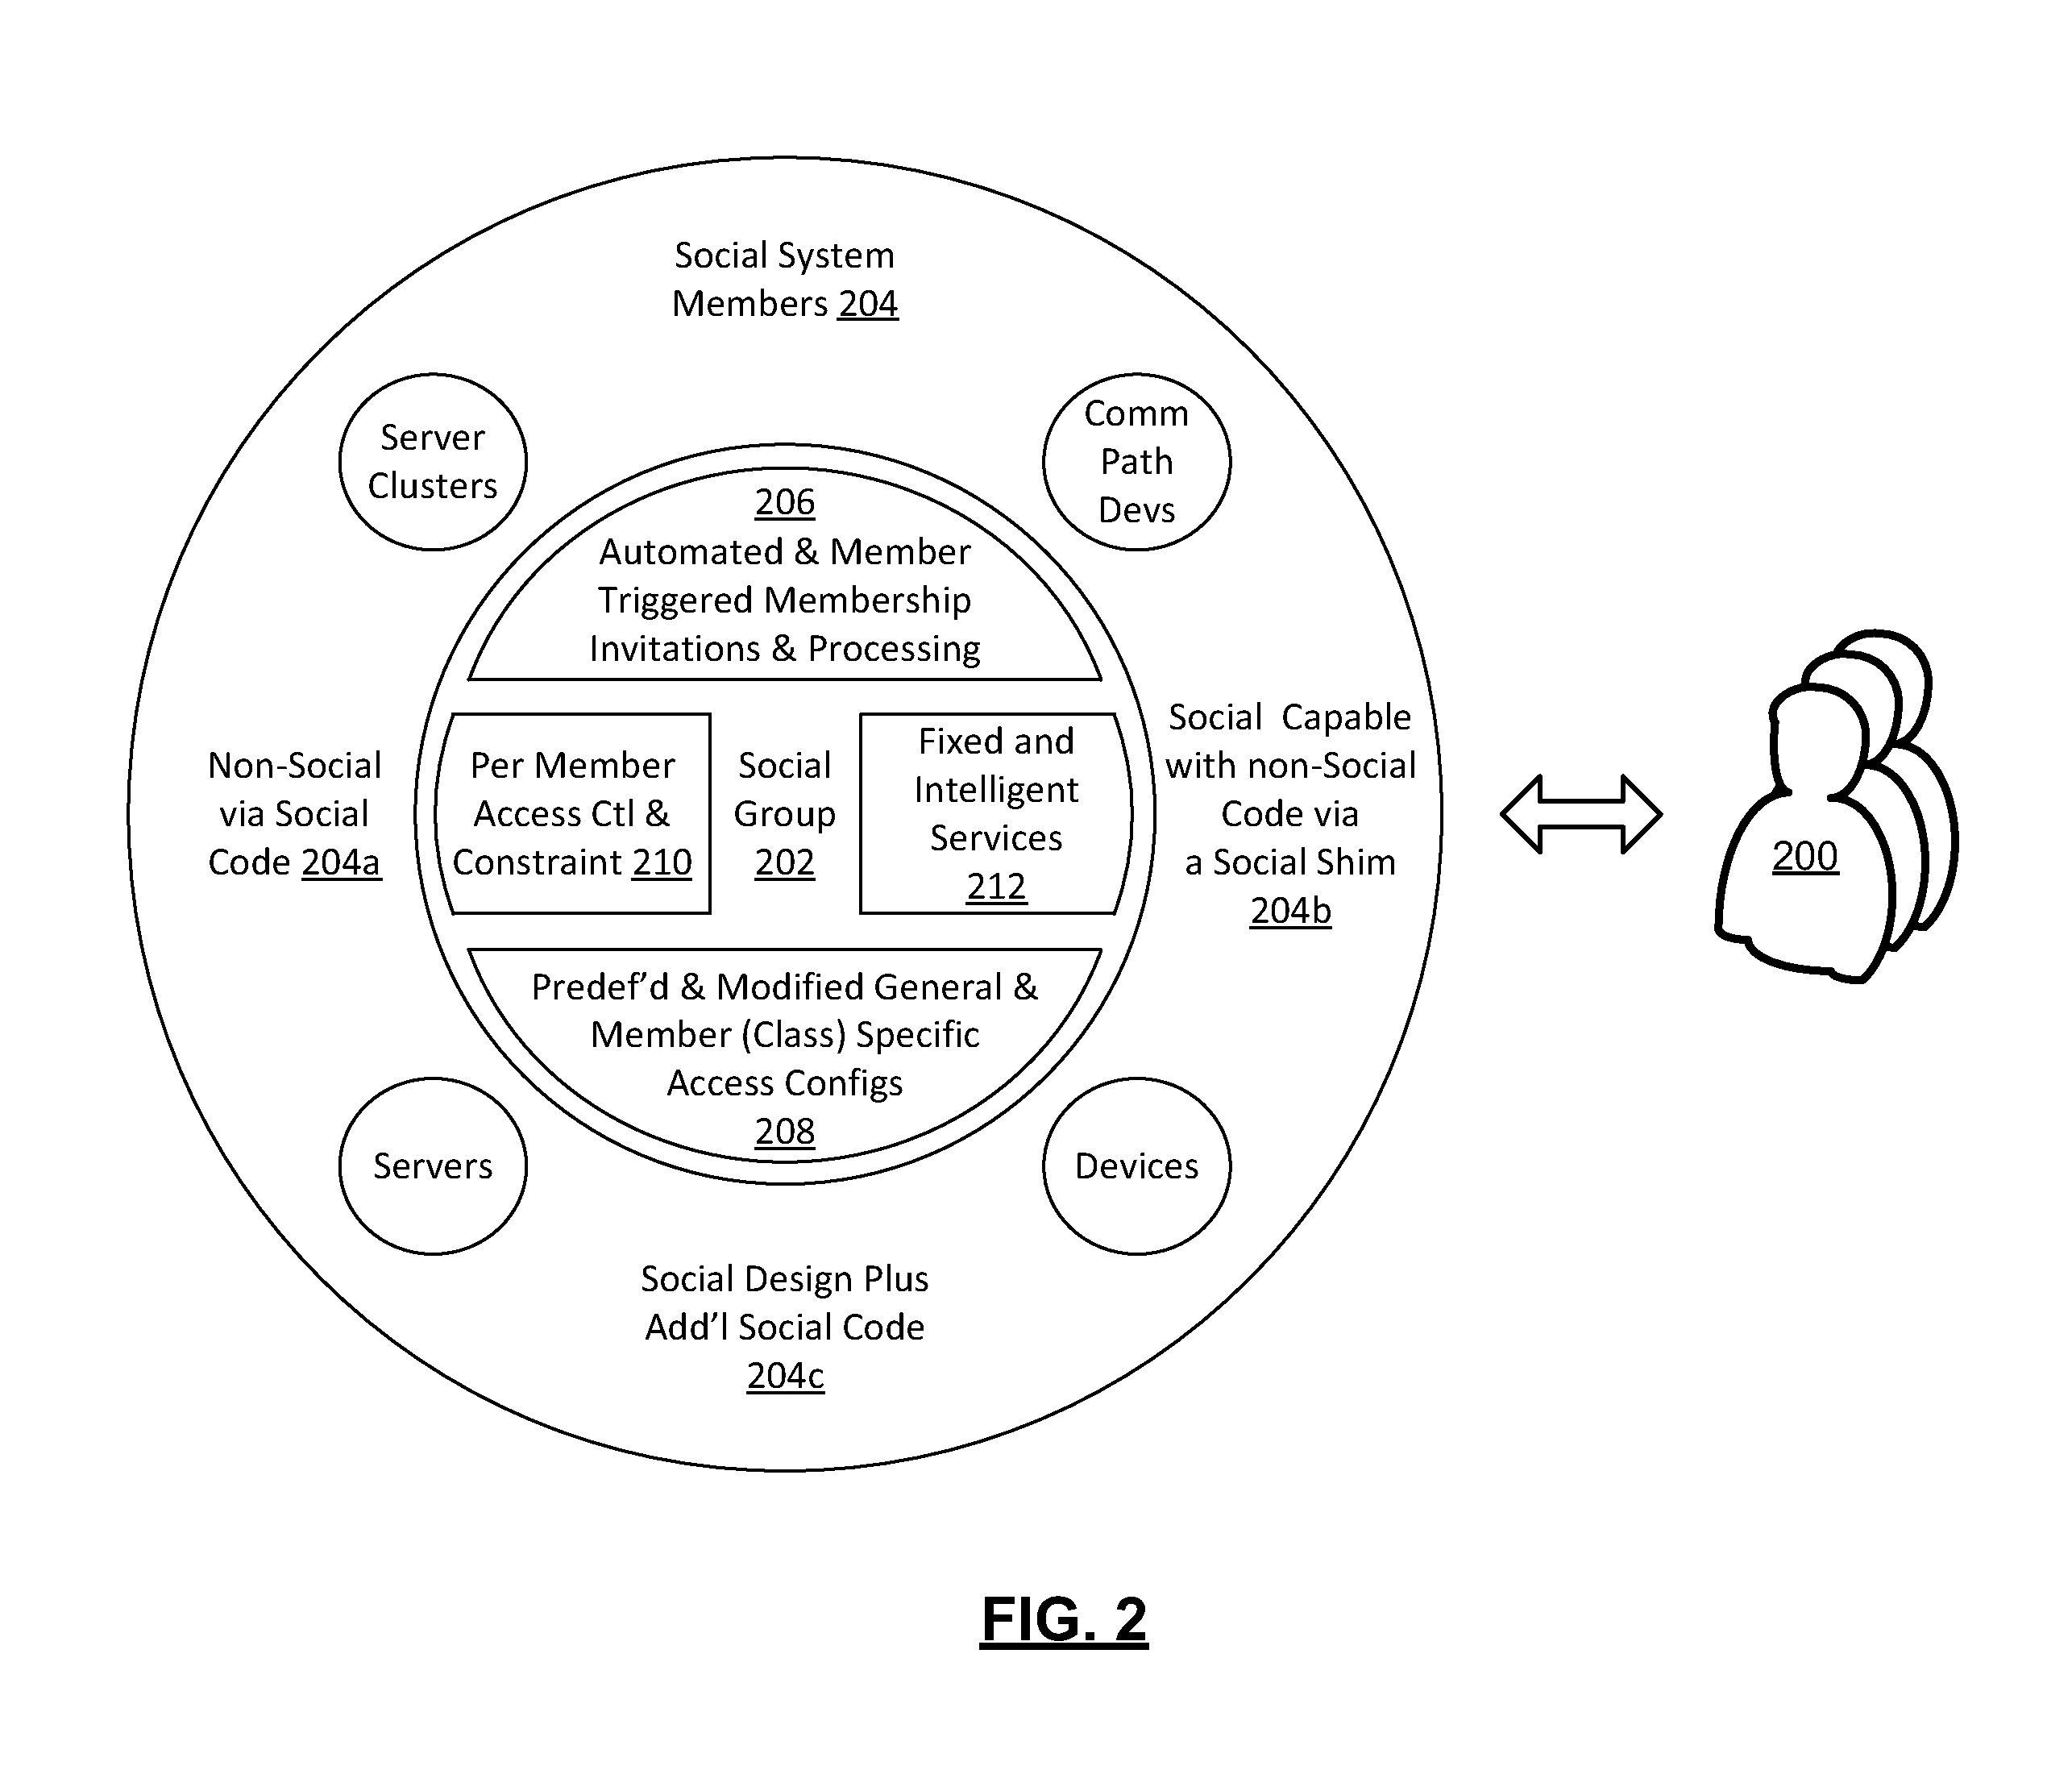 Social System
Members 204
Server
Clusters
Comm
Path
Devs
206
Automated & Member
Triggered Membership
Invitations & Processing
Non-Social
via Social
Code 204a
Per Member
Access Ctl &
Constraint 210
Social
Group
202
Fixed and
Intelligent
Services
212
Social  Capable
with non-Social
Code via
a Social Shim
204b
200
Predef’d & Modified General &
Member (Class) Specific
Access Configs
208
Servers
Devices
Social Design Plus
Add’l Social Code
204c
FIG. 2